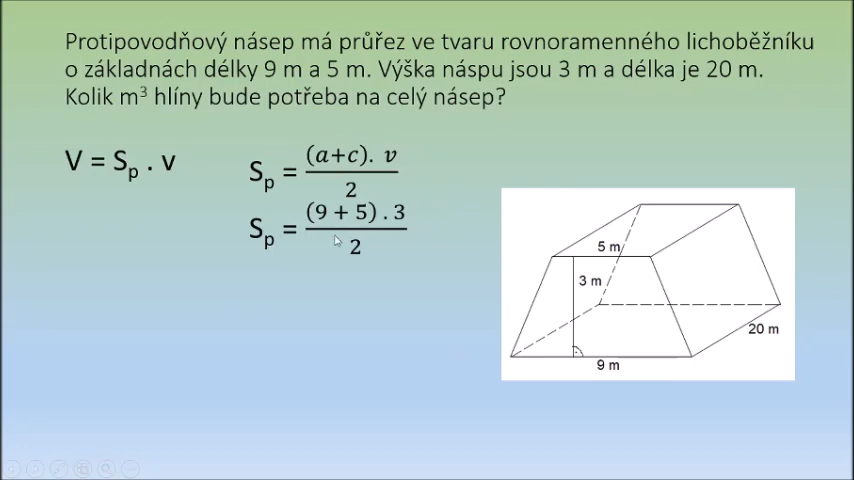 Protipovodňový násep má průřez ve tvaru rovnoramenného lichoběžníku
o základnách délky 9 m a 5 m. Výška náspu jsou 3 m a délka je 20 m.
Kolik m³ hlíny bude potřeba na celý násep?
V = Sₚ . v
Sₚ = (a+c). v / 2
Sₚ = (9 + 5) . 3 / 2
5 m
3 m
20 m
9 m